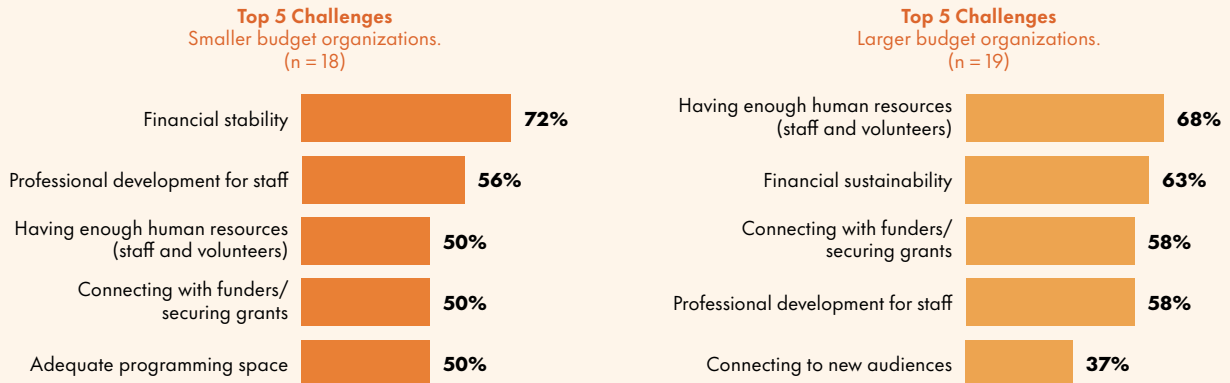 Top 5 Challenges
Smaller budget organizations.
(n = 18)
Financial stability
72%
Professional development for staff
56%
Having enough human resources
(staff and volunteers)
50%
Connecting with funders/
securing grants
50%
Adequate programming space
50%
Top 5 Challenges
Larger budget organizations.
(n = 19)
Having enough human resources
(staff and volunteers)
68%
Financial sustainability
63%
Connecting with funders/
securing grants
58%
Professional development for staff
58%
Connecting to new audiences
37%